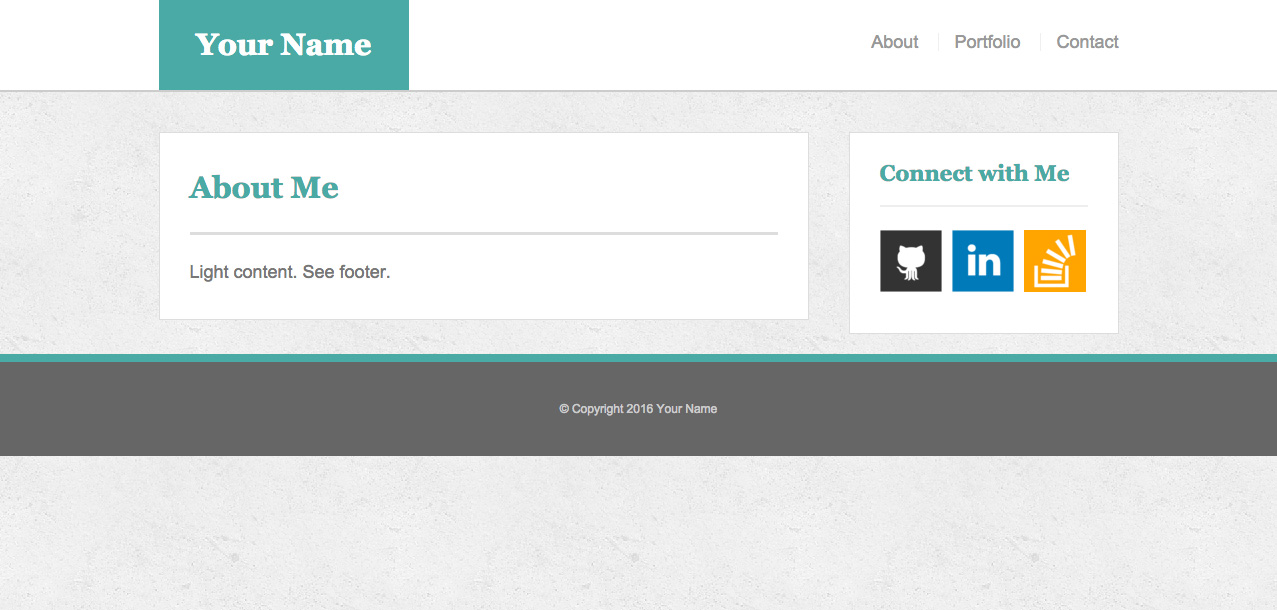 Your Name
About
Portfolio
Contact
About Me
Light content. See footer.
Connect with Me
in
© Copyright 2016 Your Name